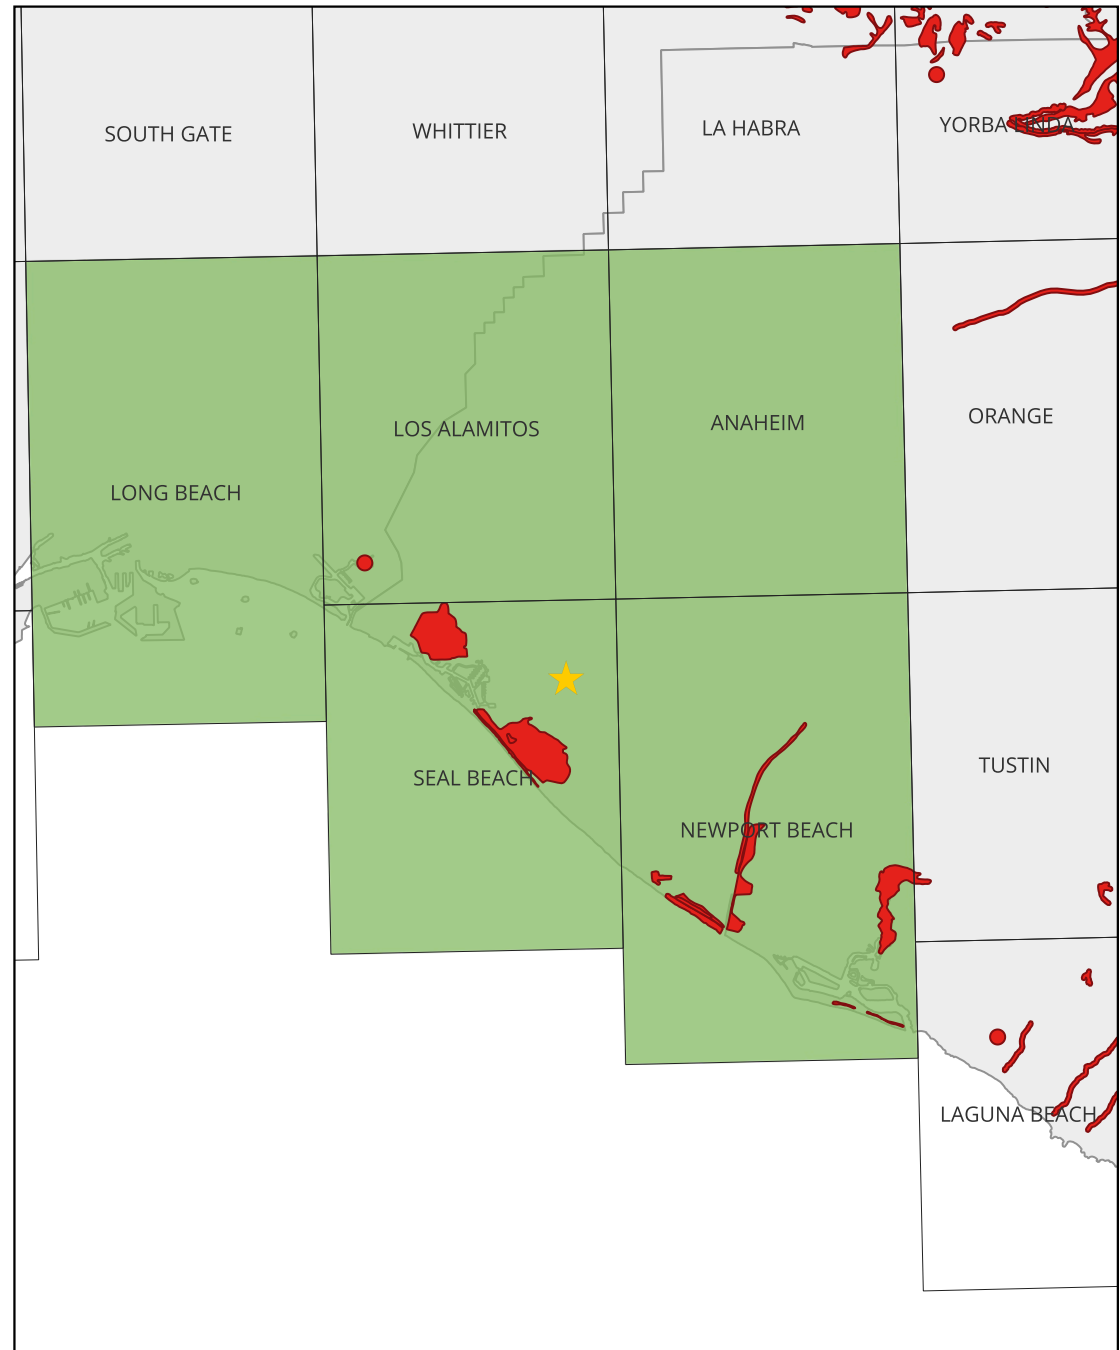 SOUTH GATE
WHITTIER
LA HABRA
YORBA LINDA
LONG BEACH
LOS ALAMITOS
ANAHEIM
ORANGE
SEAL BEACH
NEWPORT BEACH
TUSTIN
LAGUNA BEACH